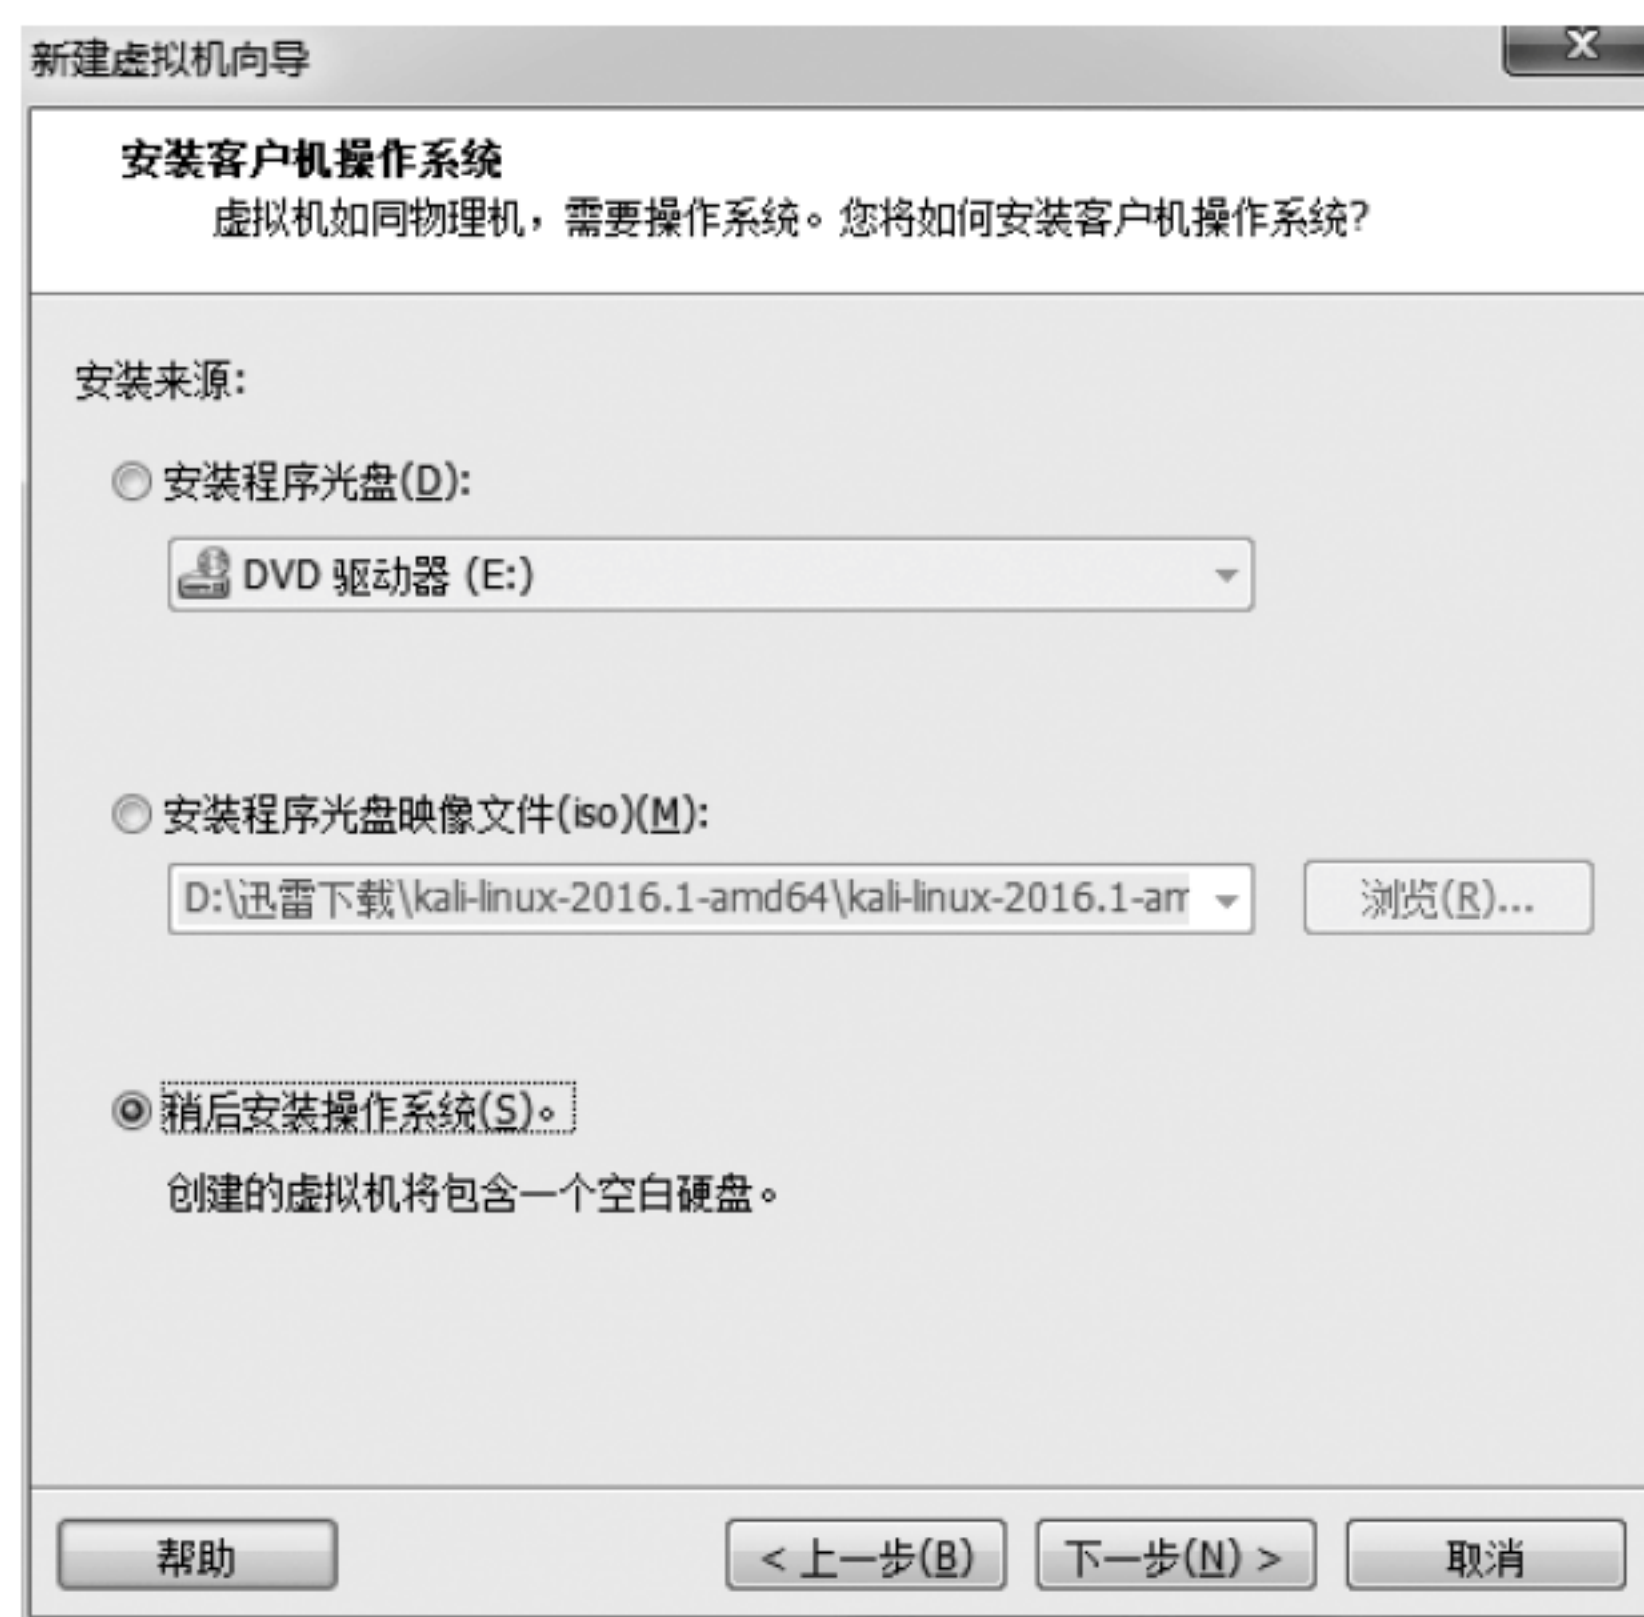 新建虚拟机向导
安装客户机操作系统
虚拟机如同物理机，需要操作系统。您将如何安装客户机操作系统?
安装来源:
安装程序光盘(D):
DVD 驱动器 (E:)
安装程序光盘映像文件(iso)(M):
D:\迅雷下载\kali-linux-2016.1-amd64\kali-linux-2016.1-am
浏览(R)...
稍后安装操作系统(S)。
创建的虚拟机将包含一个空白硬盘。
帮助
< 上一步(B)
下一步(N) >
取消